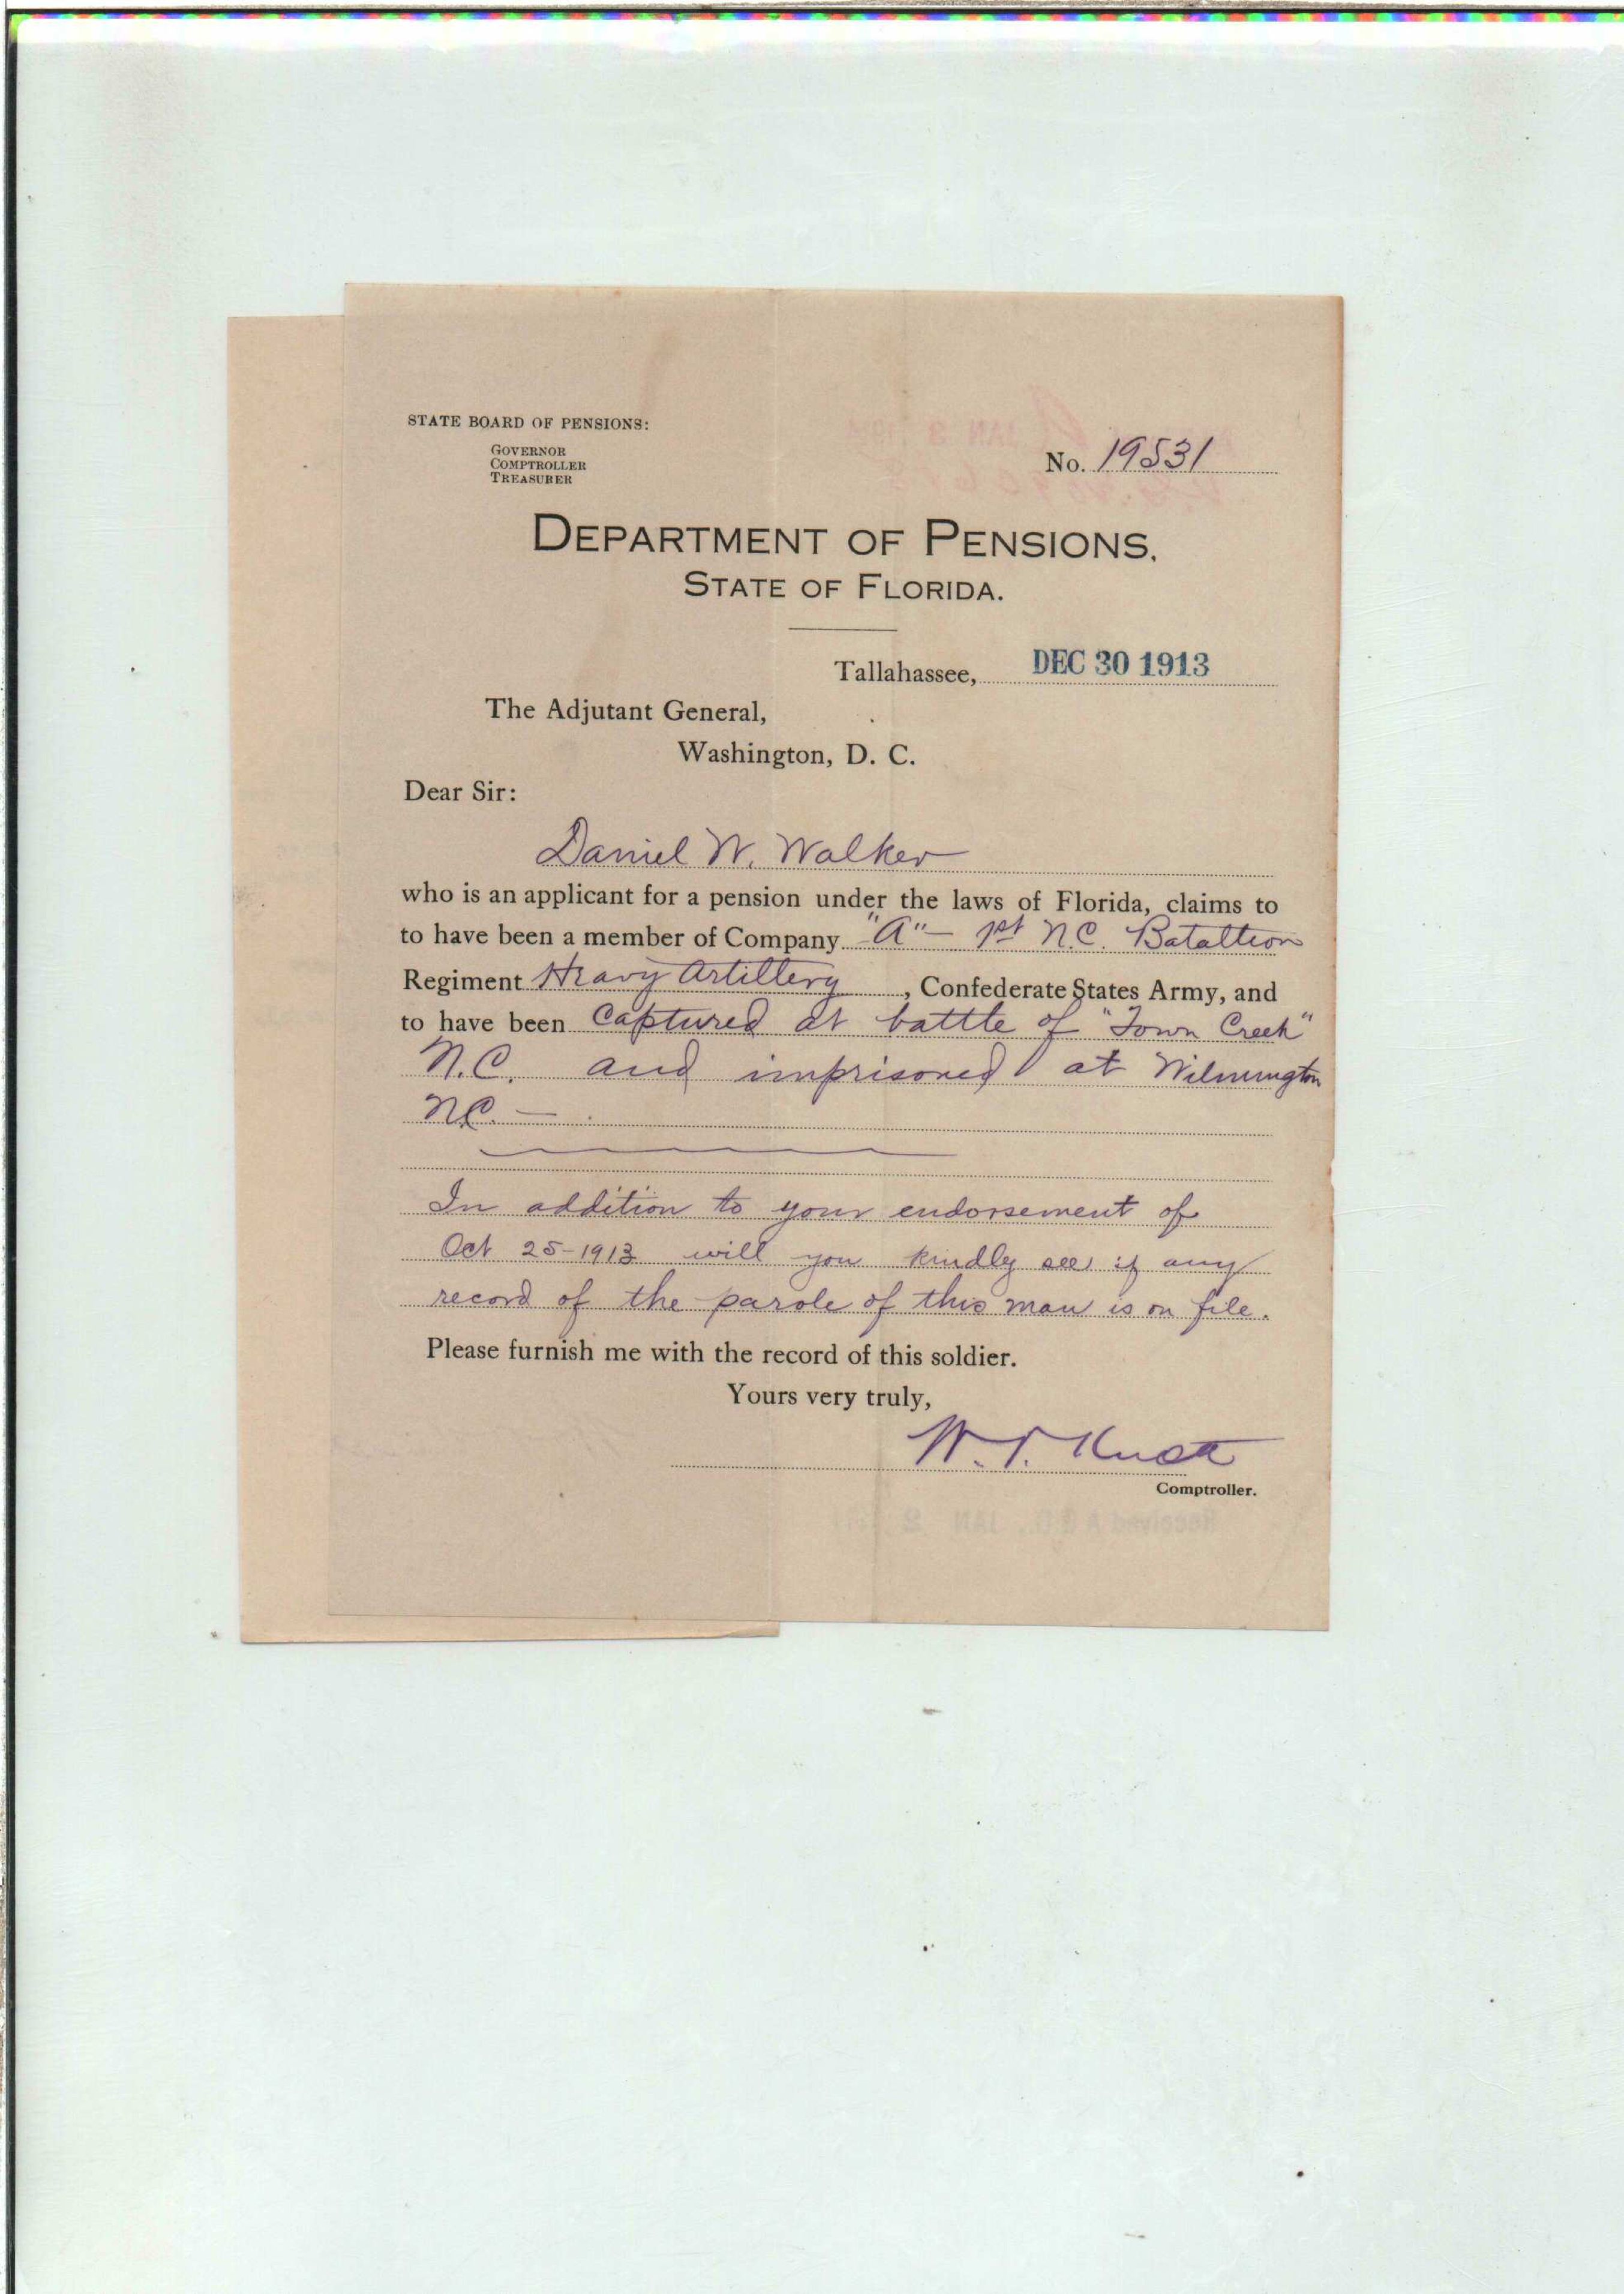 STATE BOARD OF PENSIONS:
GOVERNOR
COMPTROLLER
TREASURER
No. 19531
DEPARTMENT OF PENSIONS,
STATE OF FLORIDA.
Tallahassee, DEC 30 1913
The Adjutant General,
Washington, D. C.
Dear Sir:
Daniel W. Walker
who is an applicant for a pension under the laws of Florida, claims to
to have been a member of Company "A" - 1st N.C. Batallion
Regiment Heavy Artillery, Confederate States Army, and
to have been Captured at battle of "Town Creek"
N.C. and imprisoned at Wilmington
N.C. —
In addition to your endorsement of
Oct 25-1913 will you kindly see if any
record of the parole of this man is on file.
Please furnish me with the record of this soldier.
Yours very truly,
W. V. Knott
Comptroller.
Received A.G.O. JAN 2